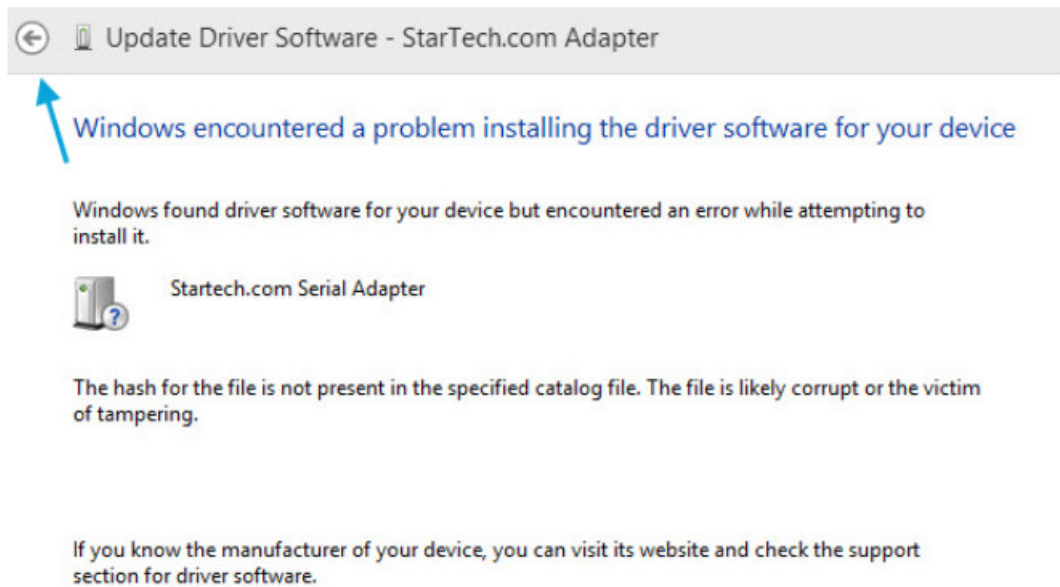 Update Driver Software - StarTech.com Adapter
Windows encountered a problem installing the driver software for your device
Windows found driver software for your device but encountered an error while attempting to
install it.
Startech.com Serial Adapter
?
The hash for the file is not present in the specified catalog file. The file is likely corrupt or the victim
of tampering.
If you know the manufacturer of your device, you can visit its website and check the support
section for driver software.